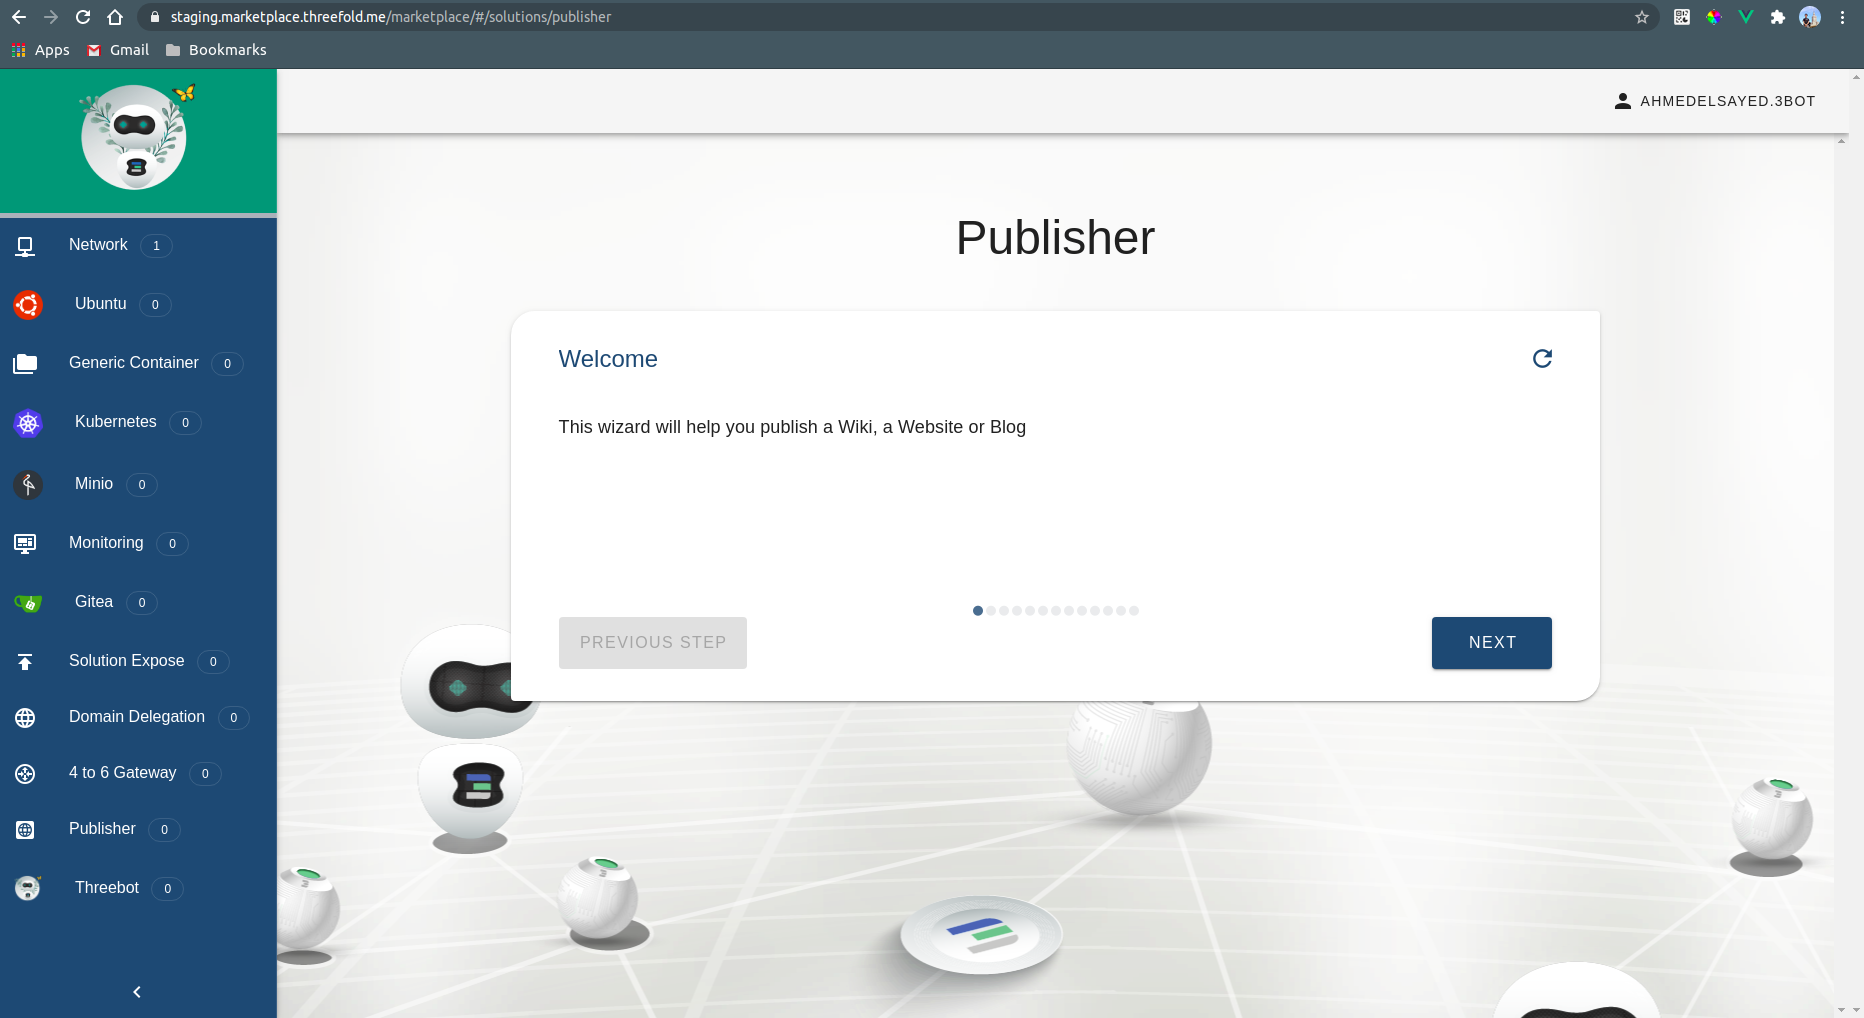 staging.marketplace.threefold.me/marketplace/#/solutions/publisher
Apps Gmail Bookmarks
AHMEDELSAYED.3BOT
Network 1
Ubuntu 0
Generic Container 0
Kubernetes 0
Minio 0
Monitoring 0
Gitea 0
Solution Expose 0
Domain Delegation 0
4 to 6 Gateway 0
Publisher 0
Threebot 0
Publisher
Welcome
This wizard will help you publish a Wiki, a Website or Blog
PREVIOUS STEP
NEXT